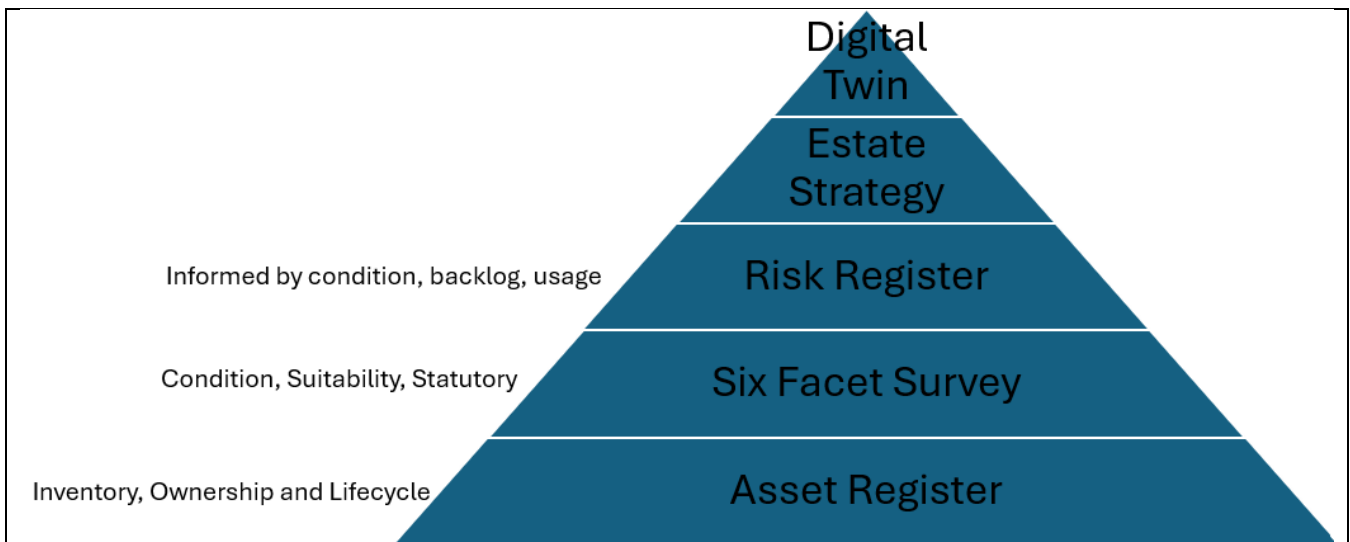 Digital
Twin
Estate
Strategy
Informed by condition, backlog, usage
Risk Register
Condition, Suitability, Statutory
Six Facet Survey
Inventory, Ownership and Lifecycle
Asset Register